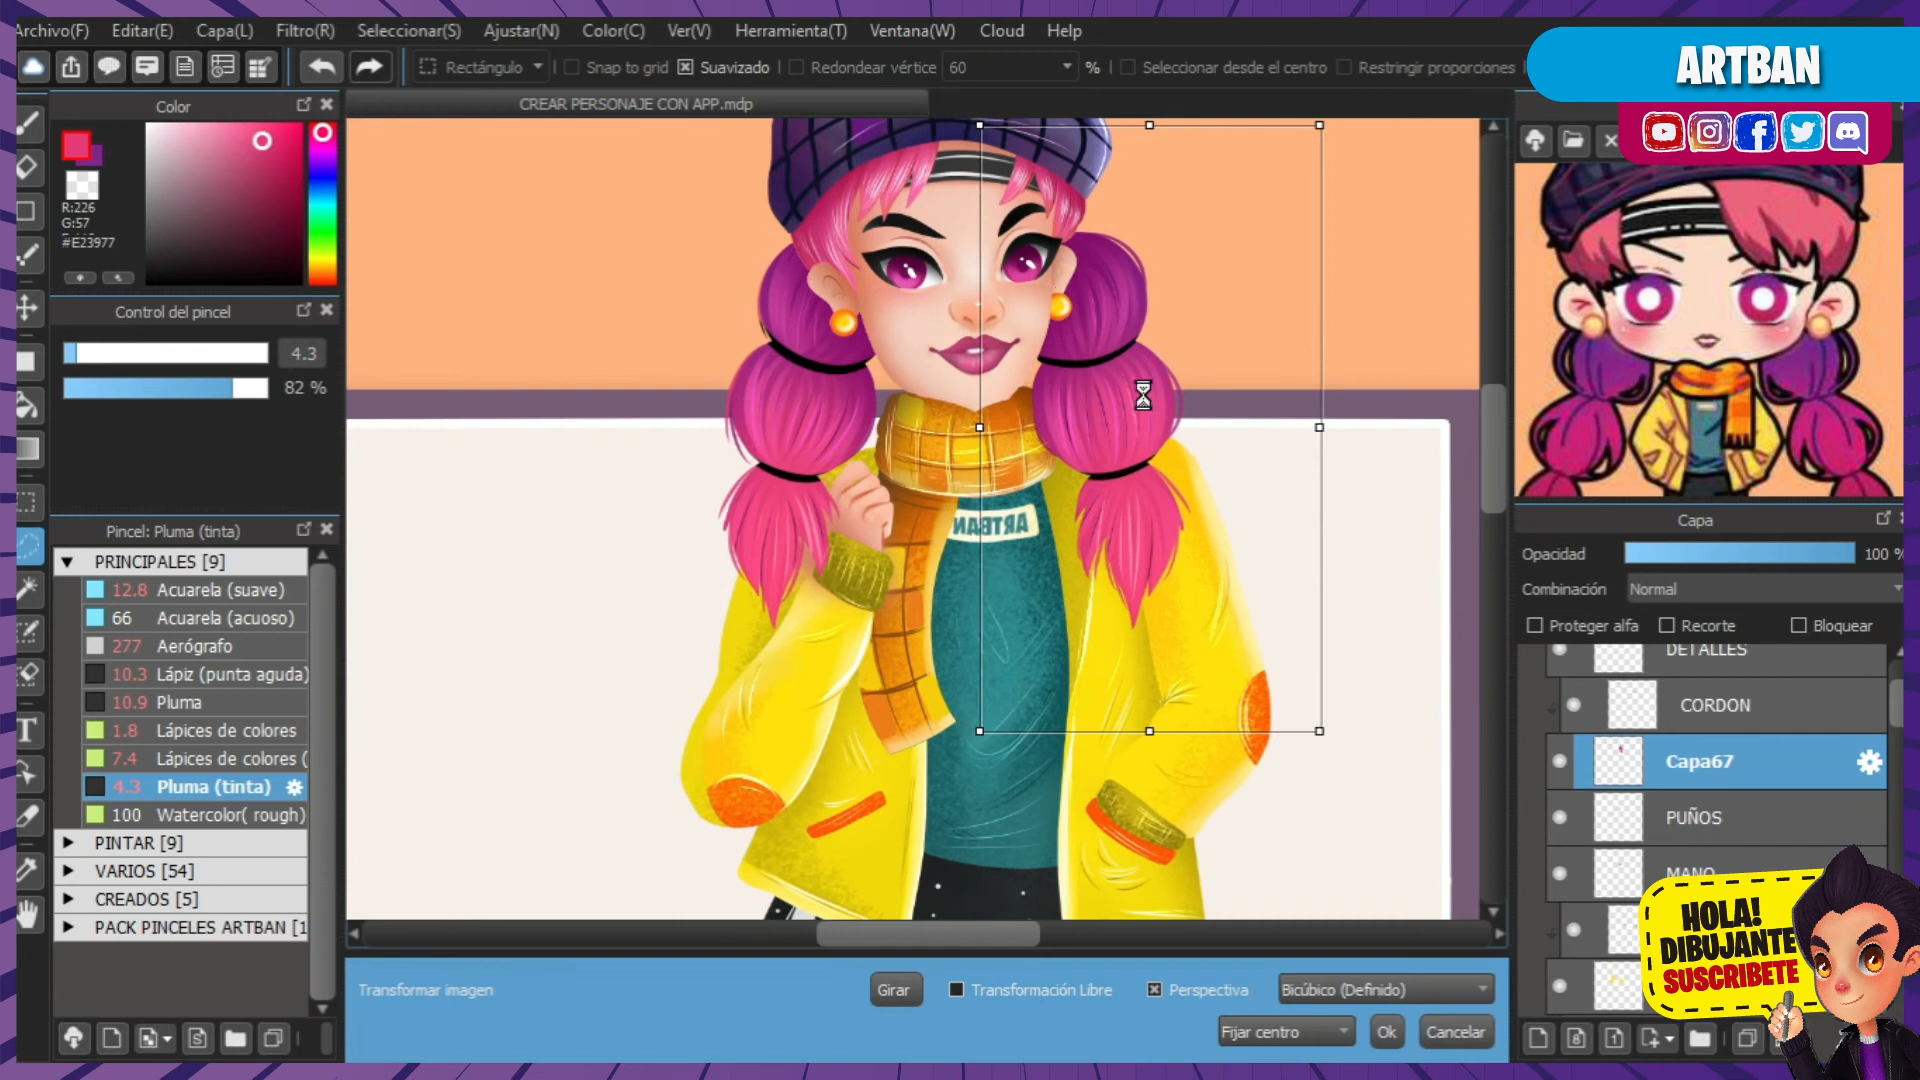 Archivo(F) Editar(E) Capa(L) Filtro(R) Seleccionar(S) Ajustar(N) Color(C) Ver(V) Herramienta(T) Ventana(W) Cloud Help
Rectángulo Snap to grid Suavizado Redondear vértice 60 % Seleccionar desde el centro Restringir proporciones
ARTBAN
Color
CREAR PERSONAJE CON APP.mdp
R:226
G:57
#E23977
Control del pincel
4.3
82 %
Pincel: Pluma (tinta)
PRINCIPALES [9]
12.8 Acuarela (suave)
66 Acuarela (acuoso)
277 Aerógrafo
10.3 Lápiz (punta aguda)
10.9 Pluma
1.8 Lápices de colores
7.4 Lápices de colores (
4.3 Pluma (tinta)
100 Watercolor( rough)
PINTAR [9]
VARIOS [54]
CREADOS [5]
PACK PINCELES ARTBAN [1
ARTBAN
Capa
Opacidad 100 %
Combinación Normal
Proteger alfa Recorte Bloquear
DETALLES
CORDON
Capa67
PUÑOS
MANO
HOLA!
DIBUJANTE
SUSCRIBETE
Transformar imagen Girar Transformación Libre Perspectiva Bicúbico (Definido)
Fijar centro Ok Cancelar